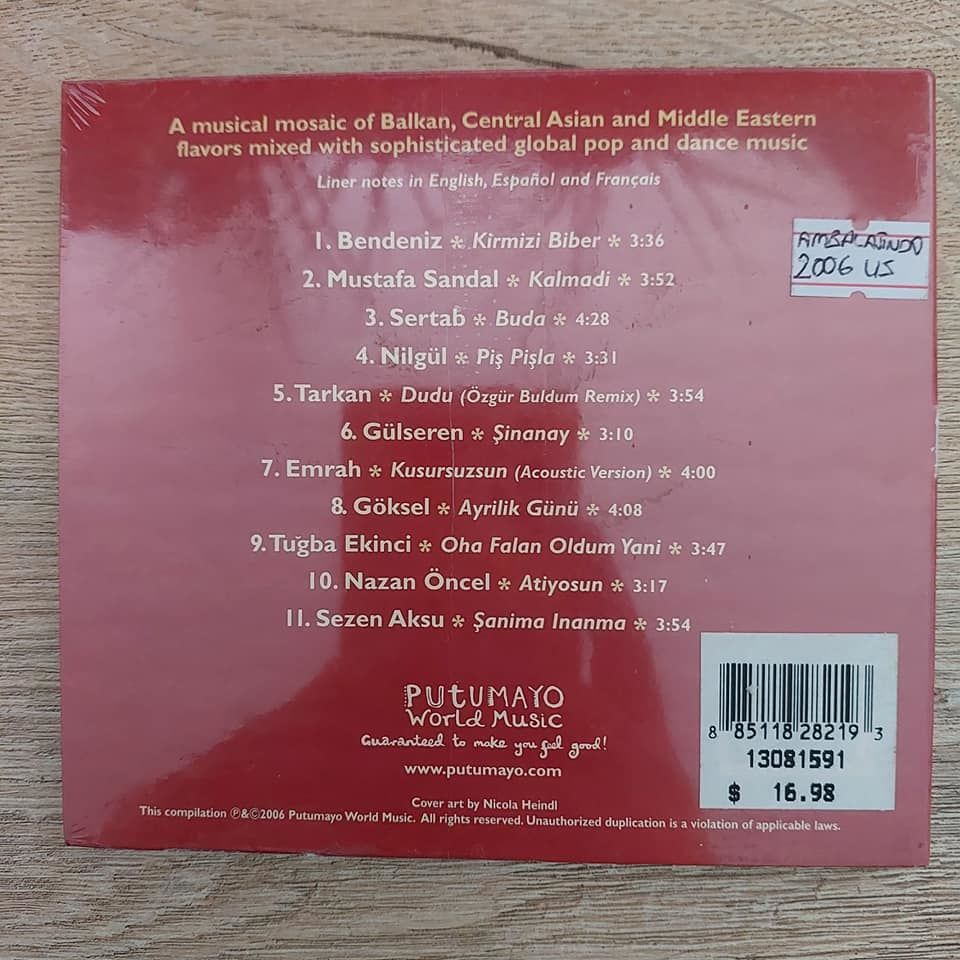 A musical mosaic of Balkan, Central Asian and Middle Eastern
flavors mixed with sophisticated global pop and dance music
Liner notes in English, Español and Français
1. Bendeniz * Kirmizi Biber * 3:36
2. Mustafa Sandal * Kalmadi * 3:52
3. Sertab * Buda * 4:28
4. Nilgül * Piş Pişla * 3:31
5. Tarkan * Dudu (Özgür Buldum Remix) * 3:54
6. Gülseren * Şinanay * 3:10
7. Emrah * Kusursuzsun (Acoustic Version) * 4:00
8. Göksel * Ayrilik Günü * 4:08
9. Tuğba Ekinci * Oha Falan Oldum Yani * 3:47
10. Nazan Öncel * Atiyosun * 3:17
11. Sezen Aksu * Şanima Inanma * 3:54
AMBALAJINDA
2006 US
PUTUMAYO
World Music
Guaranteed to make you feel good!
www.putumayo.com
Cover art by Nicola Heindl
This compilation ℗&©2006 Putumayo World Music. All rights reserved. Unauthorized duplication is a violation of applicable laws.
8 85118 28219 3
13081591
$ 16.98